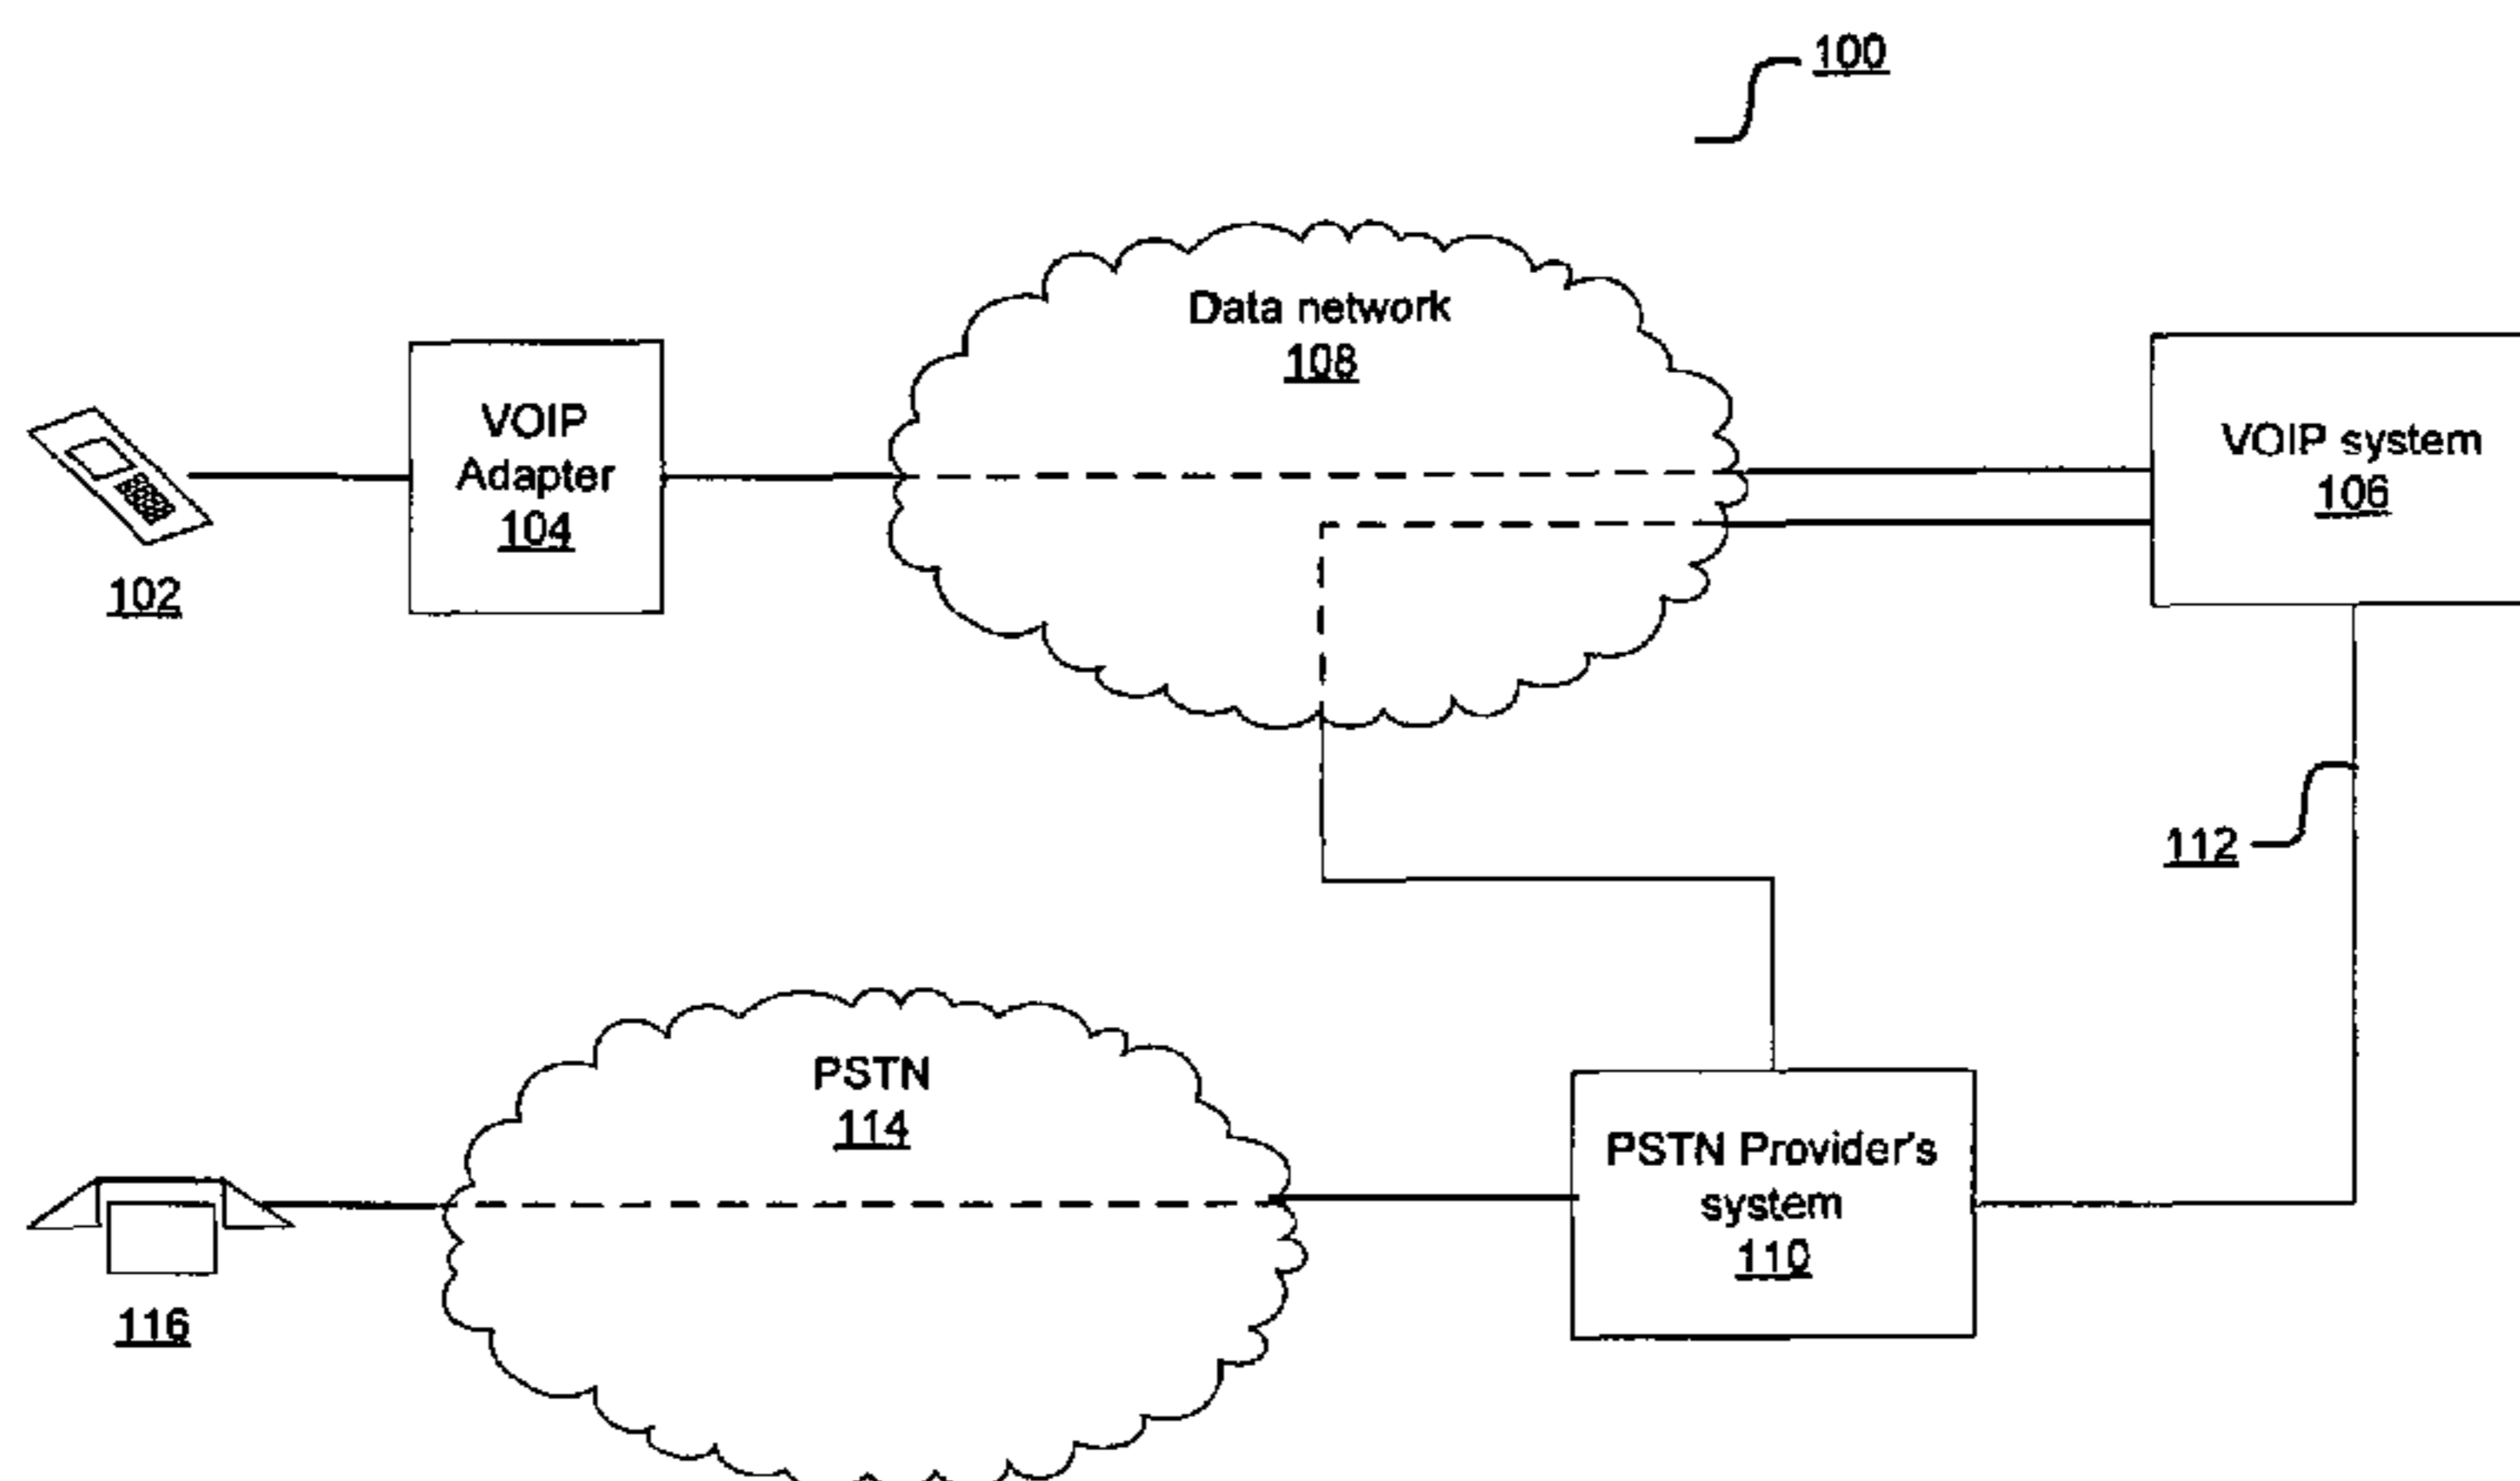 100
Data network
108
VOIP
Adapter
104
VOIP system
106
102
112
PSTN
114
PSTN Provider's
system
110
116